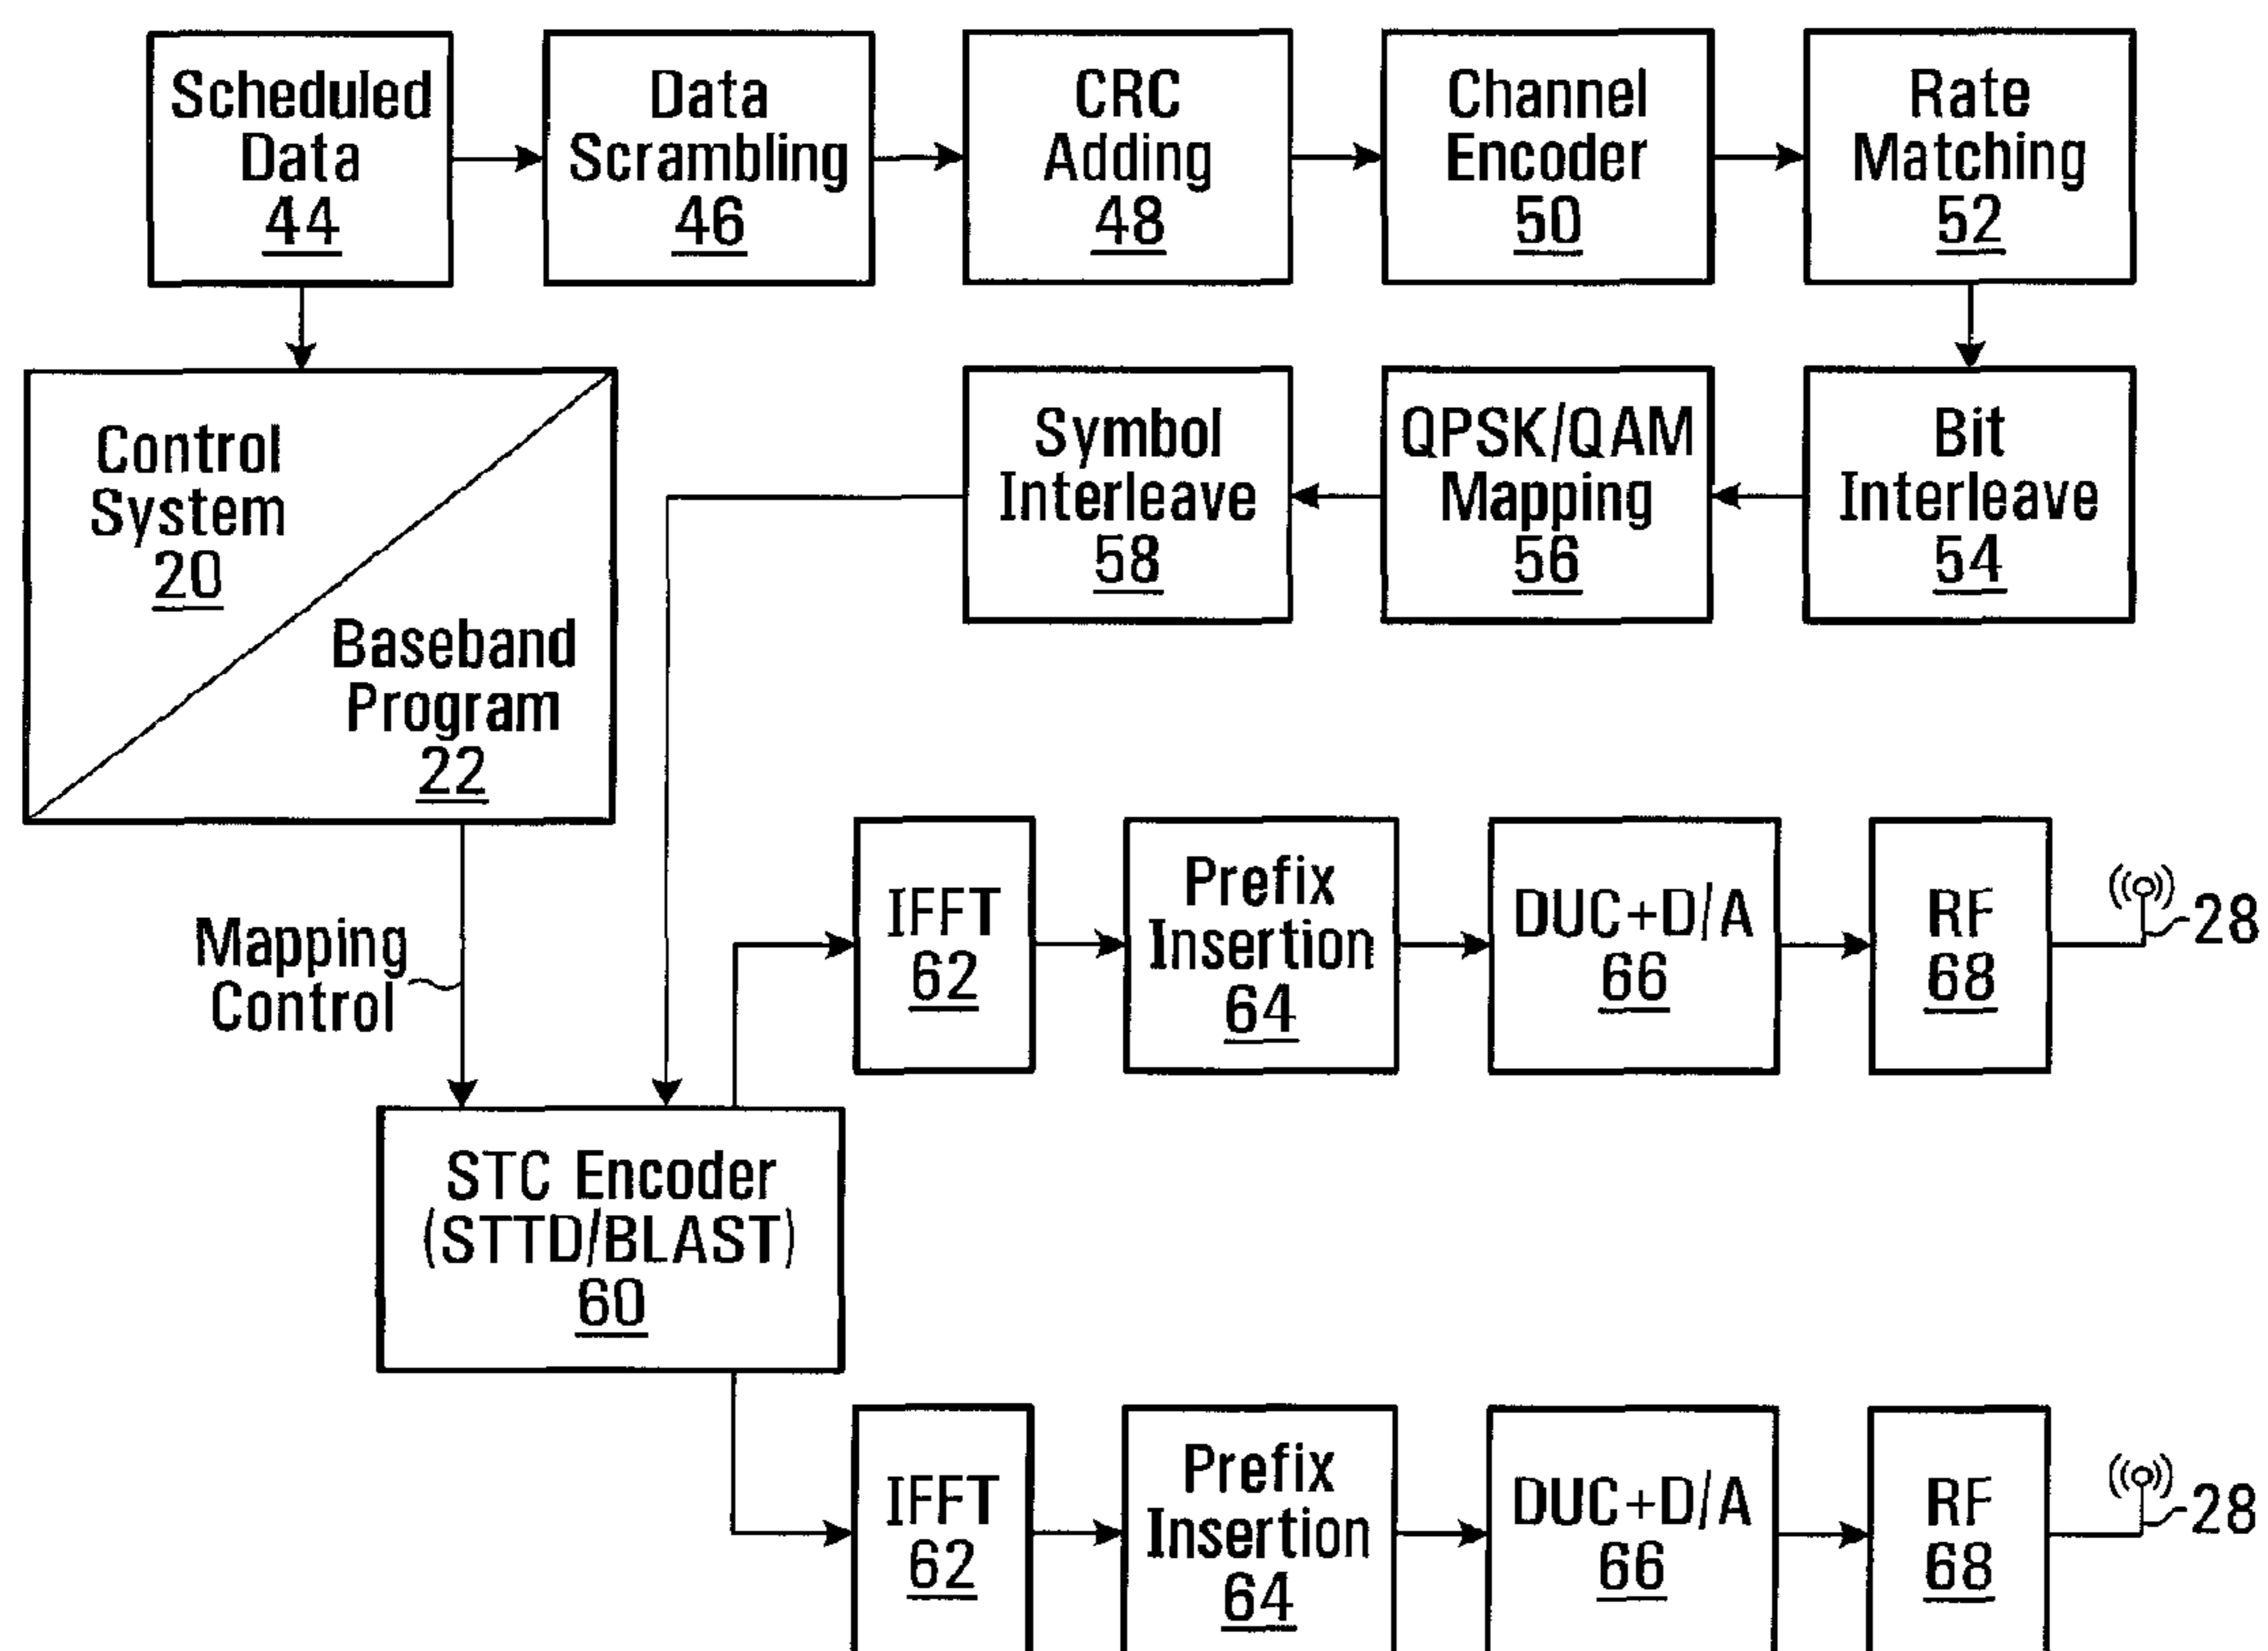 Scheduled
Data
44
Data
Scrambling
46
CRC
Adding
48
Channel
Encoder
50
Rate
Matching
52
Control
System
20
Baseband
Program
22
Symbol
Interleave
58
QPSK/QAM
Mapping
56
Bit
Interleave
54
Mapping
Control
IFFT
62
Prefix
Insertion
64
DUC+D/A
66
RF
68
28
STC Encoder
(STTD/BLAST)
60
IFFT
62
Prefix
Insertion
64
DUC+D/A
66
RF
68
28